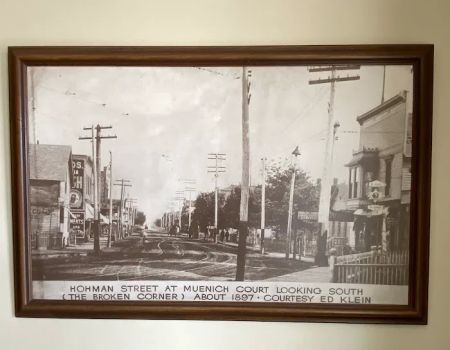 HOHMAN STREET AT MUENICH COURT LOOKING SOUTH
(THE BROKEN CORNER) ABOUT 1897 · COURTESY ED KLEIN